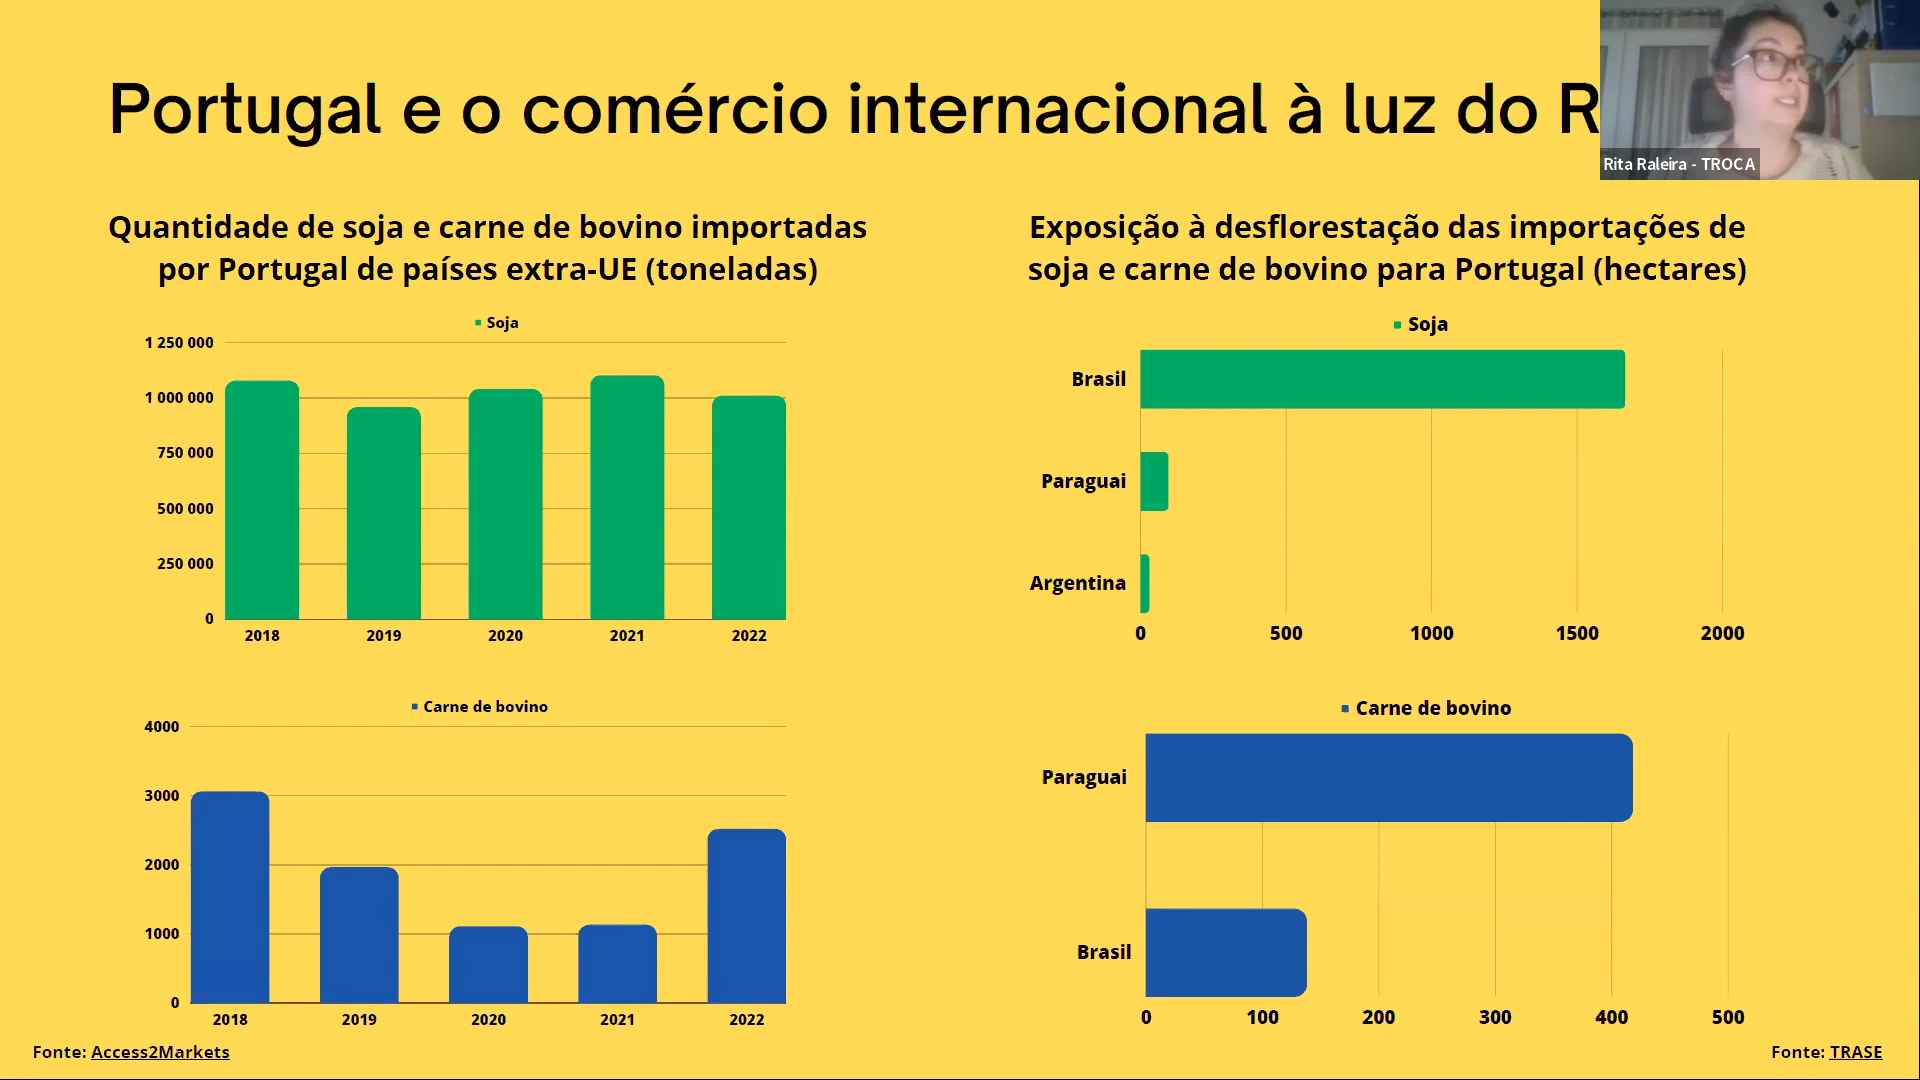 Portugal e o comércio internacional à luz do R
Rita Raleira - TROCA
Quantidade de soja e carne de bovino importadas
por Portugal de países extra-UE (toneladas)
Soja
1 250 000
1 000 000
750 000
500 000
250 000
0
2018 2019 2020 2021 2022
Carne de bovino
4000
3000
2000
1000
0
2018 2019 2020 2021 2022
Fonte: Access2Markets
Exposição à desflorestação das importações de
soja e carne de bovino para Portugal (hectares)
Soja
Brasil
Paraguai
Argentina
0 500 1000 1500 2000
Carne de bovino
Paraguai
Brasil
0 100 200 300 400 500
Fonte: TRASE